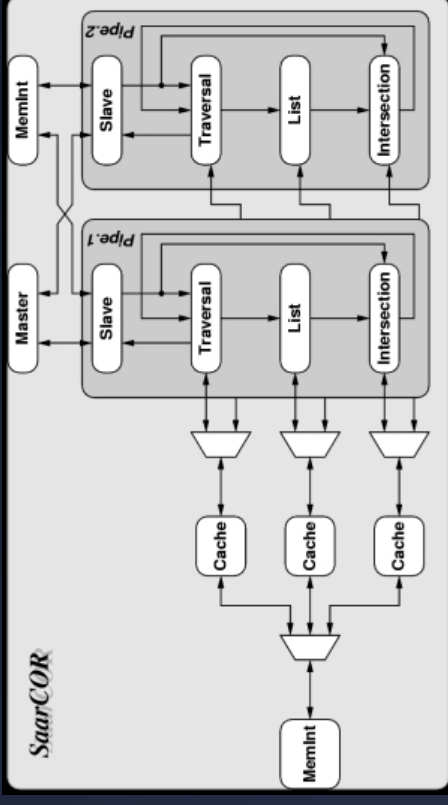 SaarCOR
Master
MemInt
Pipe.1
Slave
Traversal
List
Intersection
Pipe.2
Slave
Traversal
List
Intersection
Cache
Cache
Cache
MemInt